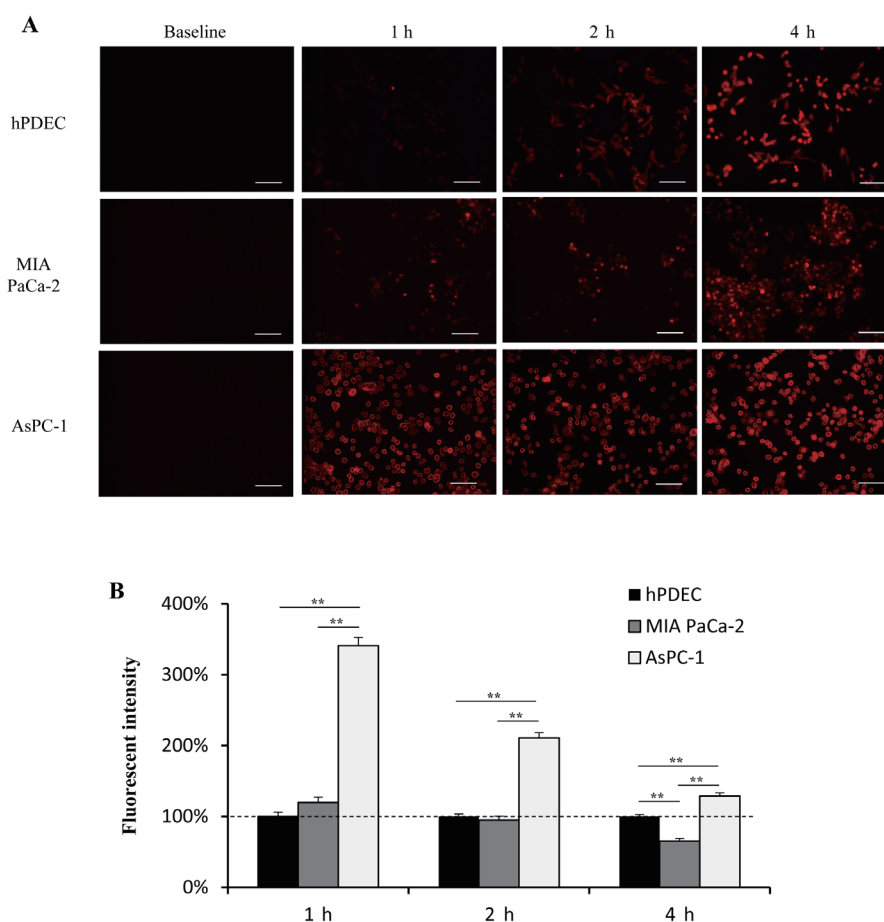 A
Baseline 1 h 2 h 4 h
hPDEC
MIA
PaCa-2
AsPC-1
B
Fluorescent intensity
400%
300%
200%
100%
0%
** ** ** ** ** ** **
hPDEC
MIA PaCa-2
AsPC-1
1 h 2 h 4 h